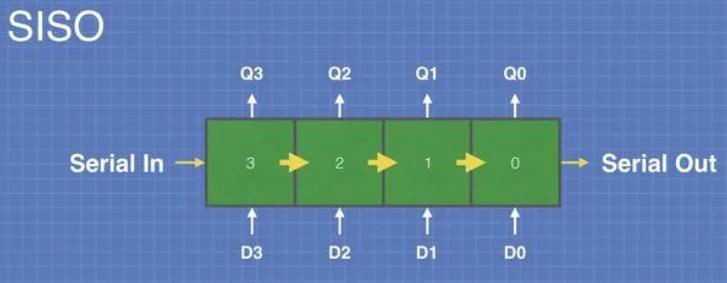 SISO
Q3 Q2 Q1 Q0
Serial In 3 2 1 0 Serial Out
D3 D2 D1 D0